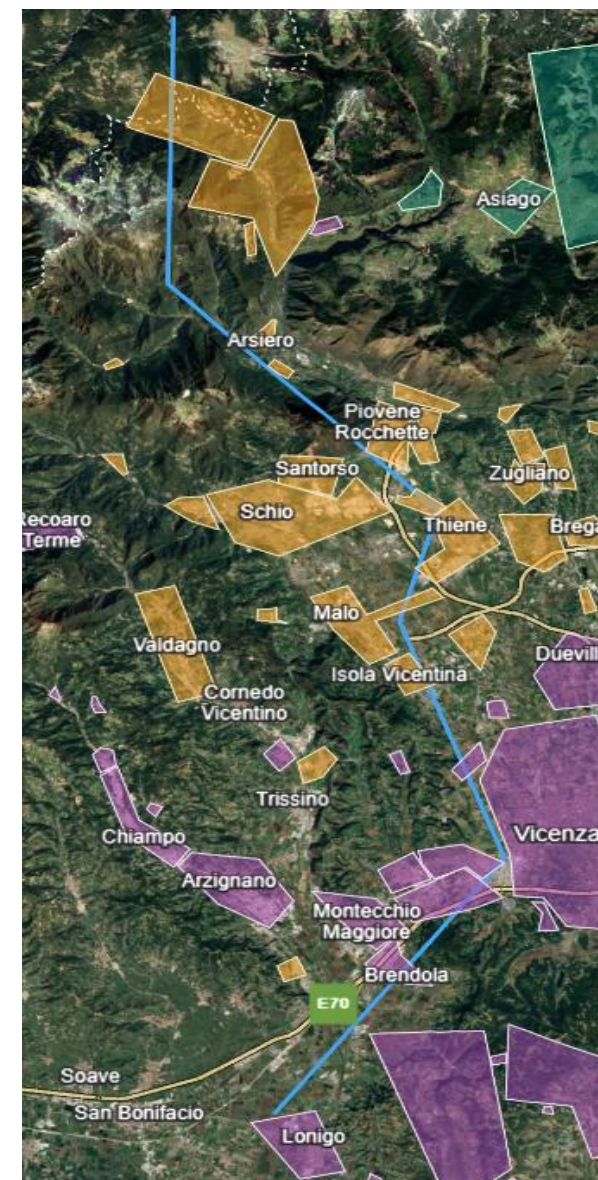 Asiago
Arsiero
Piovene
Rocchette
Santorso
Zugliano
Schio
Thiene
Brega
Recoaro
Terme
Malo
Valdagno
Isola Vicentina
Duevill
Cornedo
Vicentino
Trissino
Vicenza
Chiampo
Arzignano
Montecchio
Maggiore
Brendola
E70
Soave
San Bonifacio
Lonigo